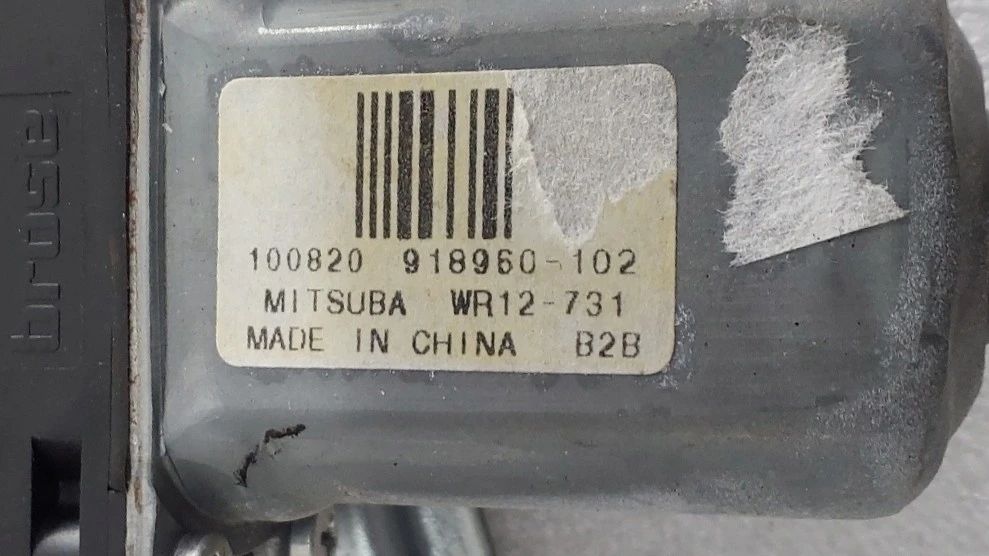 brose
100820 918960-102
MITSUBA WR12-731
MADE IN CHINA B2B